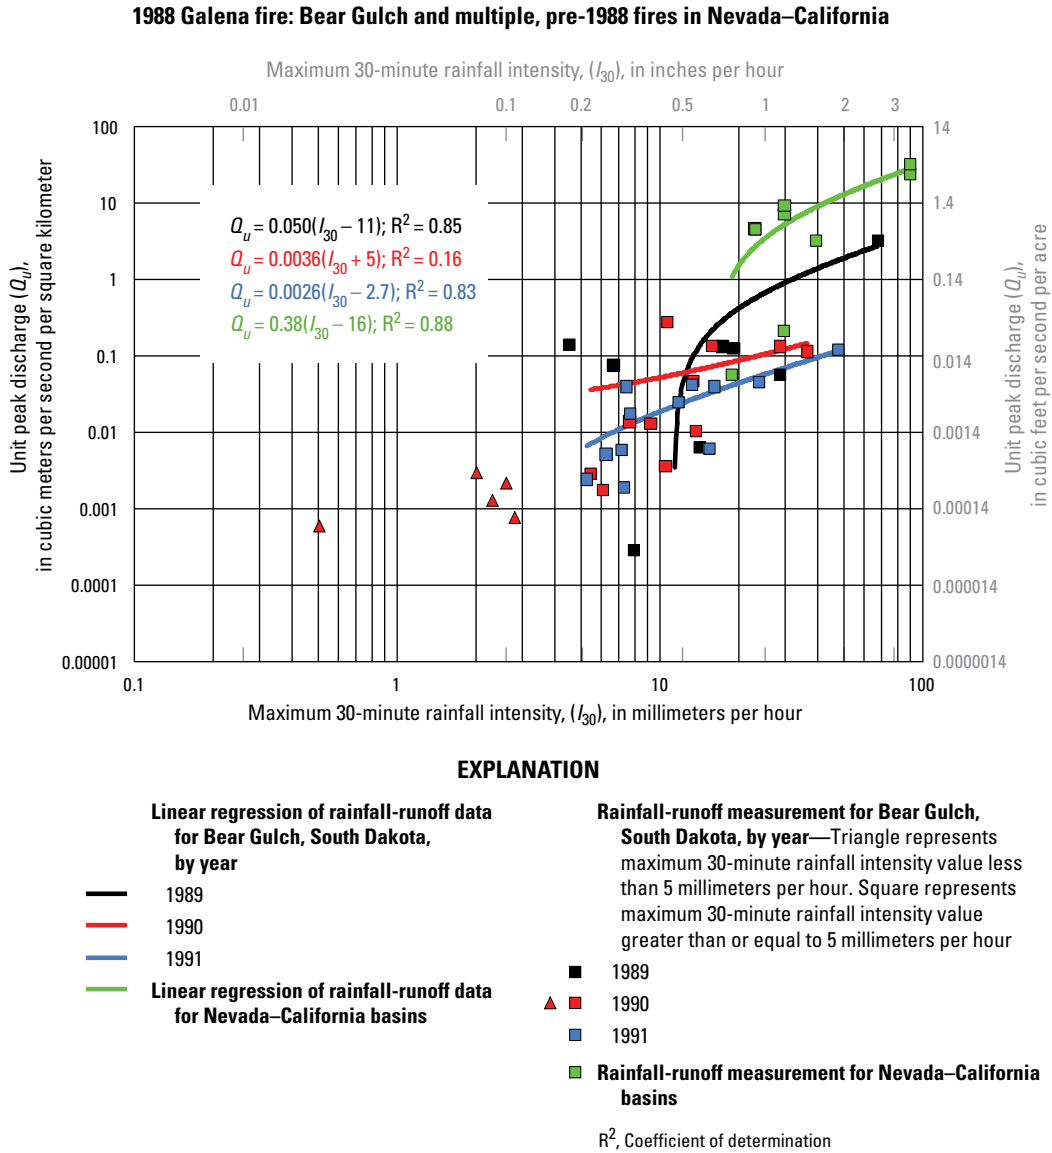 1988 Galena fire: Bear Gulch and multiple, pre-1988 fires in Nevada–California
Maximum 30-minute rainfall intensity, (I30), in inches per hour
0.01 0.1 0.2 0.5 1 2 3
Unit peak discharge (Qu),
in cubic meters per second per square kilometer
100
10
1
0.1
0.01
0.001
0.0001
0.00001
Qu = 0.050(I30 – 11); R2 = 0.85
Qu = 0.0036(I30 + 5); R2 = 0.16
Qu = 0.0026(I30 – 2.7); R2 = 0.83
Qu = 0.38(I30 – 16); R2 = 0.88
14
1.4
0.14
0.014
0.0014
0.00014
0.000014
0.0000014
Unit peak discharge (Qu),
in cubic feet per second per acre
0.1 1 10 100
Maximum 30-minute rainfall intensity, (I30), in millimeters per hour
EXPLANATION
Linear regression of rainfall-runoff data
for Bear Gulch, South Dakota,
by year
1989
1990
1991
Linear regression of rainfall-runoff data
for Nevada–California basins
Rainfall-runoff measurement for Bear Gulch,
South Dakota, by year—Triangle represents
maximum 30-minute rainfall intensity value less
than 5 millimeters per hour. Square represents
maximum 30-minute rainfall intensity value
greater than or equal to 5 millimeters per hour
1989
1990
1991
Rainfall-runoff measurement for Nevada–California
basins
R2, Coefficient of determination